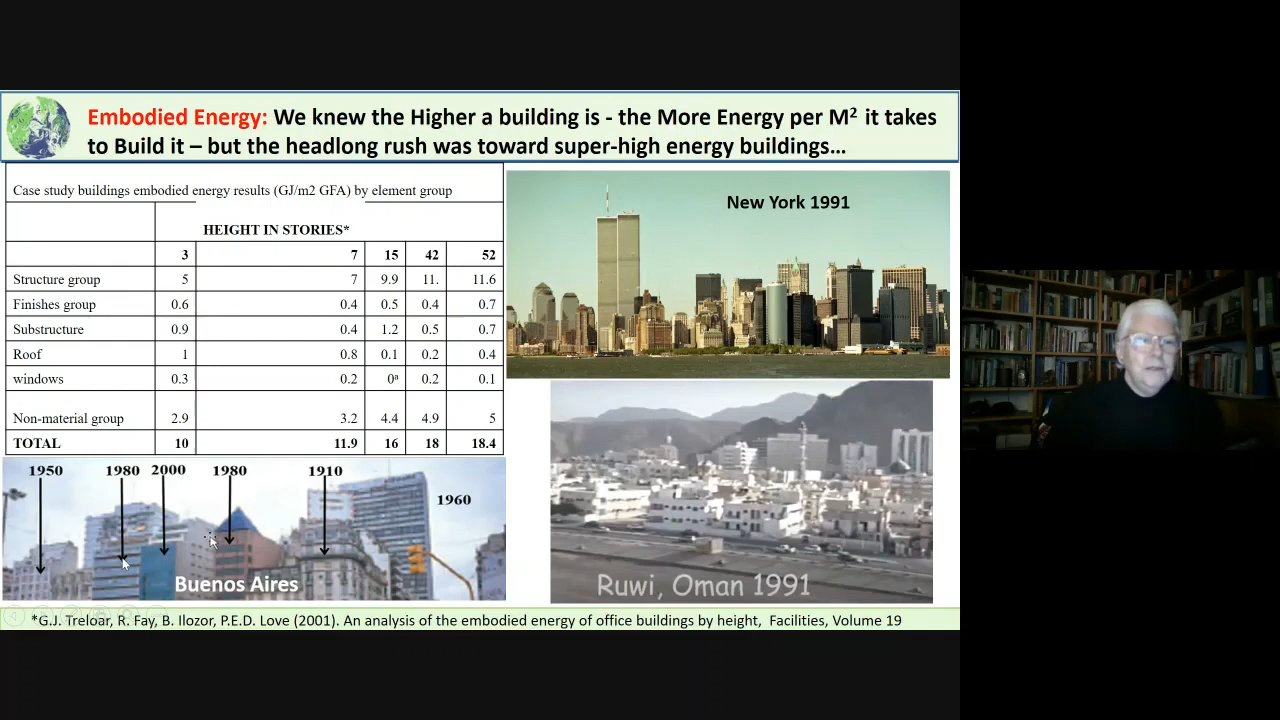 Embodied Energy: We knew the Higher a building is - the More Energy per M² it takes
to Build it – but the headlong rush was toward super-high energy buildings...
Case study buildings embodied energy results (GJ/m2 GFA) by element group
HEIGHT IN STORIES*
3 7 15 42 52
Structure group 5 7 9.9 11. 11.6
Finishes group 0.6 0.4 0.5 0.4 0.7
Substructure 0.9 0.4 1.2 0.5 0.7
Roof 1 0.8 0.1 0.2 0.4
windows 0.3 0.2 0ª 0.2 0.1
Non-material group 2.9 3.2 4.4 4.9 5
TOTAL 10 11.9 16 18 18.4
New York 1991
1950 1980 2000 1980 1910
1960
Buenos Aires
Ruwi, Oman 1991
*G.J. Treloar, R. Fay, B. Ilozor, P.E.D. Love (2001). An analysis of the embodied energy of office buildings by height, Facilities, Volume 19